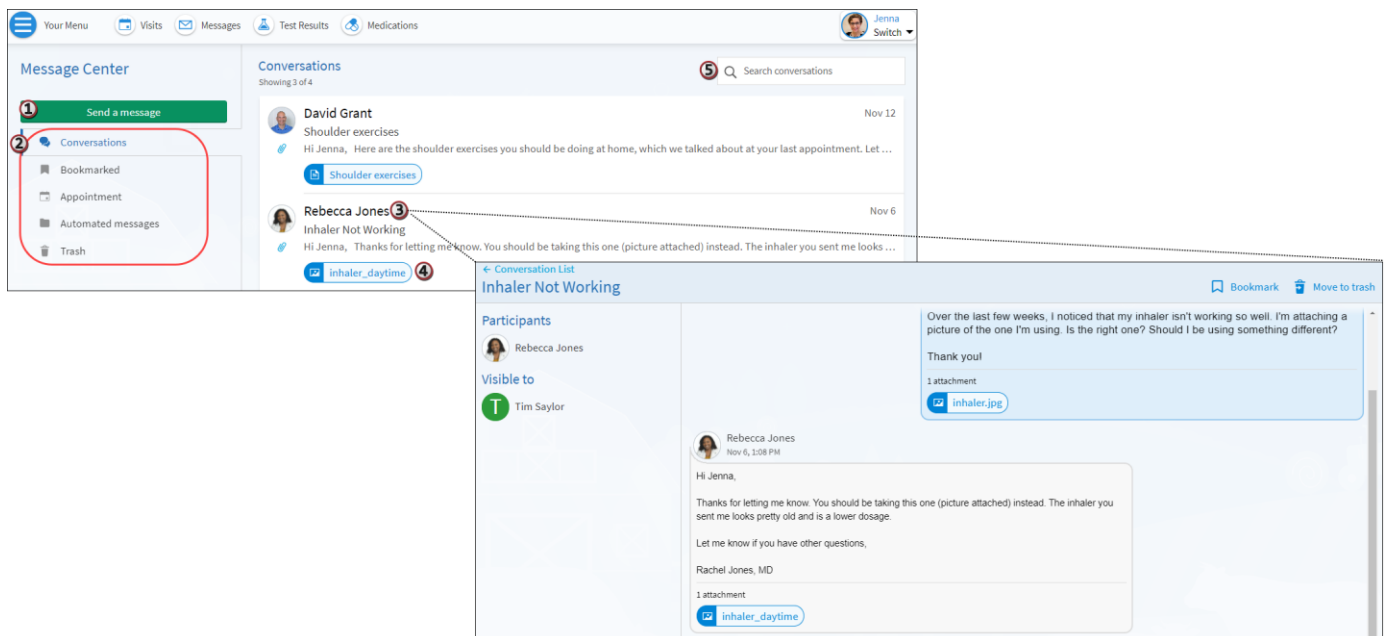 Your Menu Visits Messages Test Results Medications
Jenna
Switch
Message Center
1 Send a message
2 Conversations
Bookmarked
Appointment
Automated messages
Trash
Conversations
Showing 3 of 4
5 Search conversations
David Grant Nov 12
Shoulder exercises
Hi Jenna, Here are the shoulder exercises you should be doing at home, which we talked about at your last appointment. Let ...
Shoulder exercises
Rebecca Jones 3 Nov 6
Inhaler Not Working
Hi Jenna, Thanks for letting me know. You should be taking this one (picture attached) instead. The inhaler you sent me looks ...
inhaler_daytime 4
← Conversation List
Inhaler Not Working
Bookmark Move to trash
Participants
Rebecca Jones
Visible to
T Tim Saylor
Over the last few weeks, I noticed that my inhaler isn't working so well. I'm attaching a
picture of the one I'm using. Is the right one? Should I be using something different?
Thank you!
1 attachment
inhaler.jpg
Rebecca Jones
Nov 6, 1:08 PM
Hi Jenna,
Thanks for letting me know. You should be taking this one (picture attached) instead. The inhaler you
sent me looks pretty old and is a lower dosage.
Let me know if you have other questions,
Rachel Jones, MD
1 attachment
inhaler_daytime